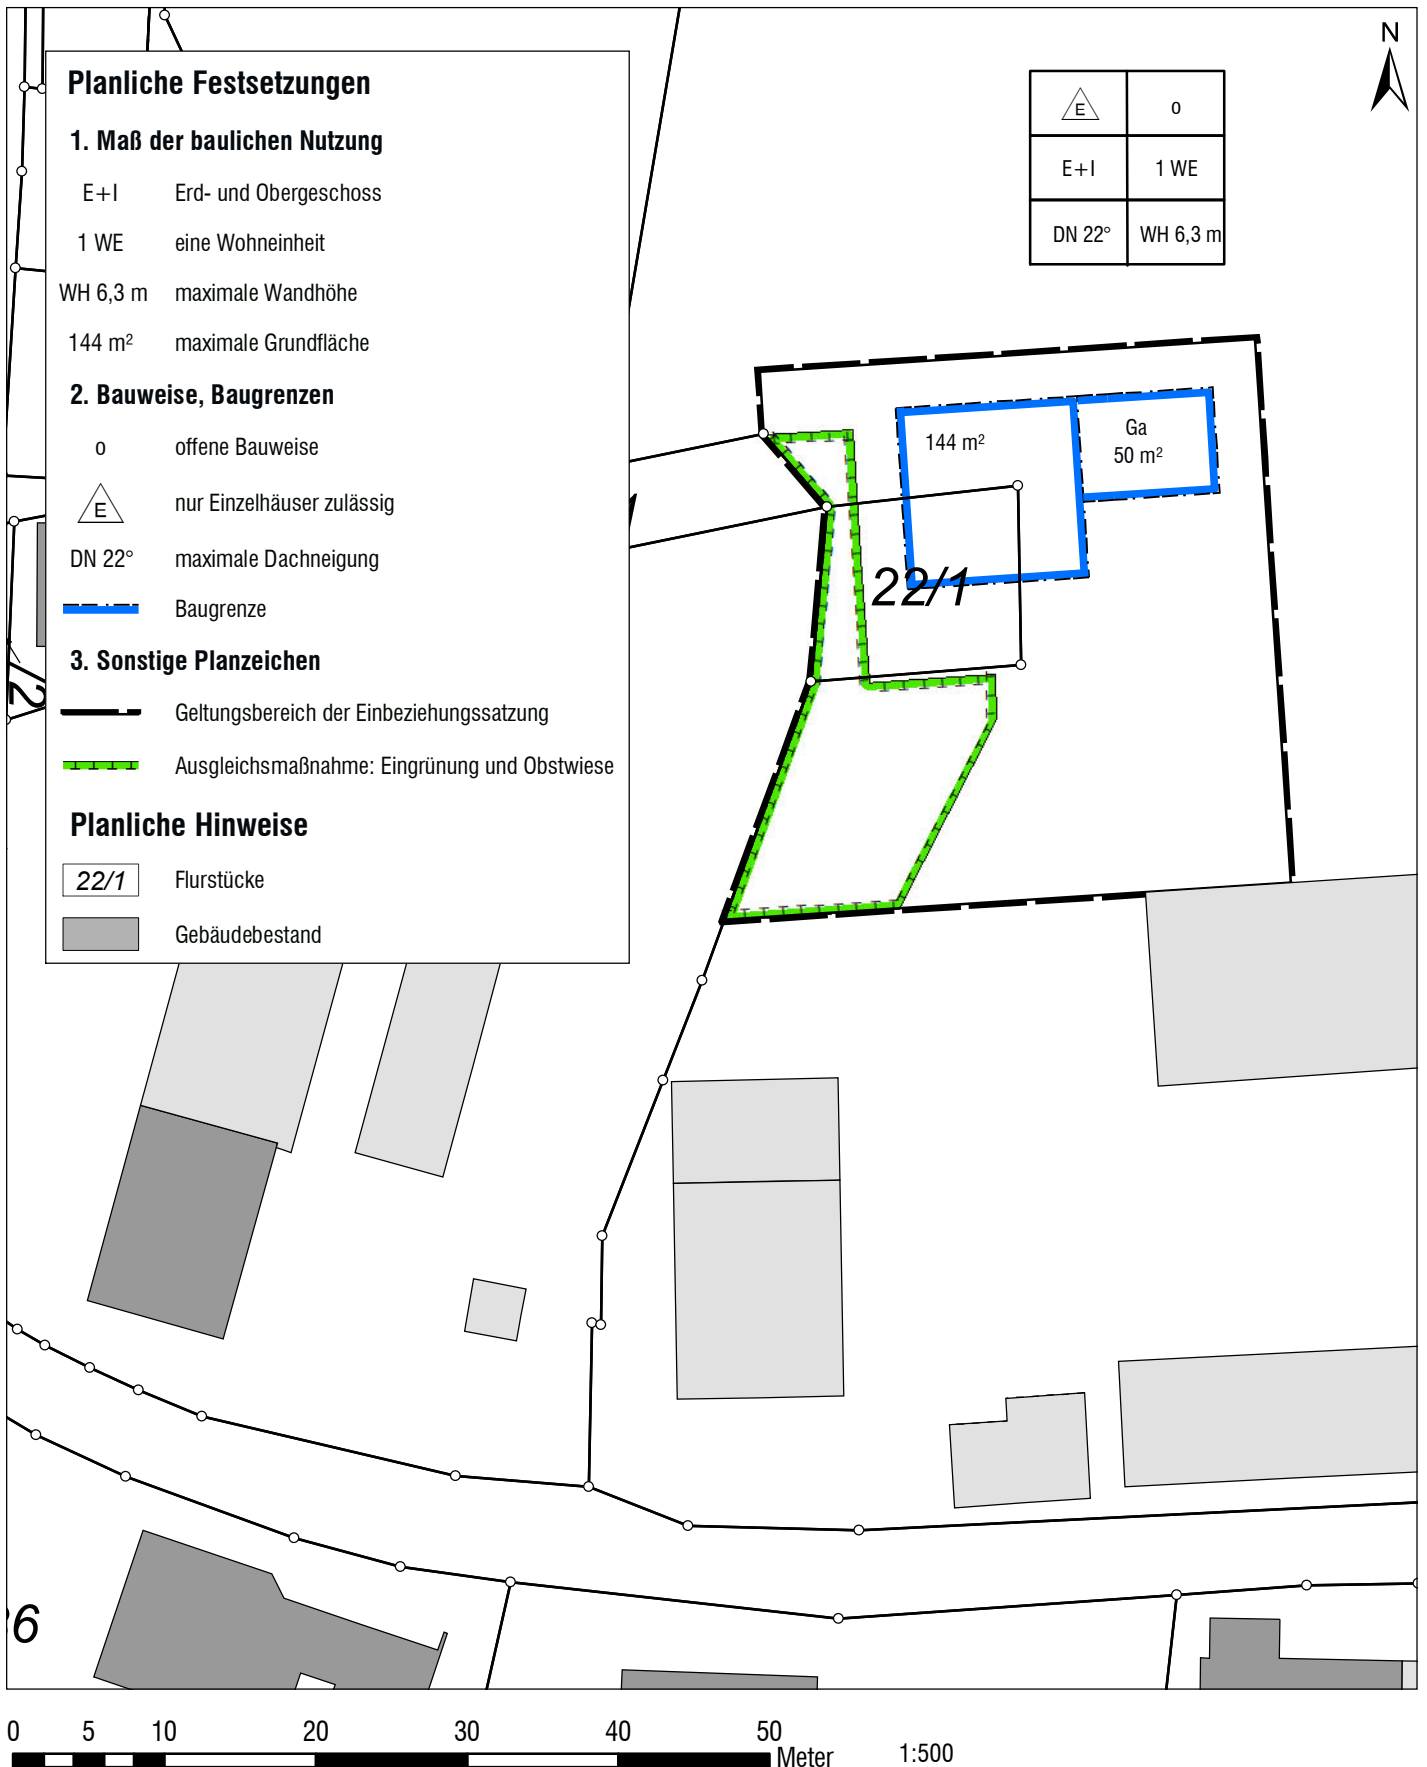 N
Planliche Festsetzungen
1. Maß der baulichen Nutzung
E+I Erd- und Obergeschoss
1 WE eine Wohneinheit
WH 6,3 m maximale Wandhöhe
144 m² maximale Grundfläche
2. Bauweise, Baugrenzen
o offene Bauweise
E nur Einzelhäuser zulässig
DN 22° maximale Dachneigung
Baugrenze
3. Sonstige Planzeichen
Geltungsbereich der Einbeziehungssatzung
Ausgleichsmaßnahme: Eingrünung und Obstwiese
Planliche Hinweise
22/1 Flurstücke
Gebäudebestand
E o
E+I 1 WE
DN 22° WH 6,3 m
144 m²
Ga
50 m²
22/1
2
6
0 5 10 20 30 40 50
Meter 1:500